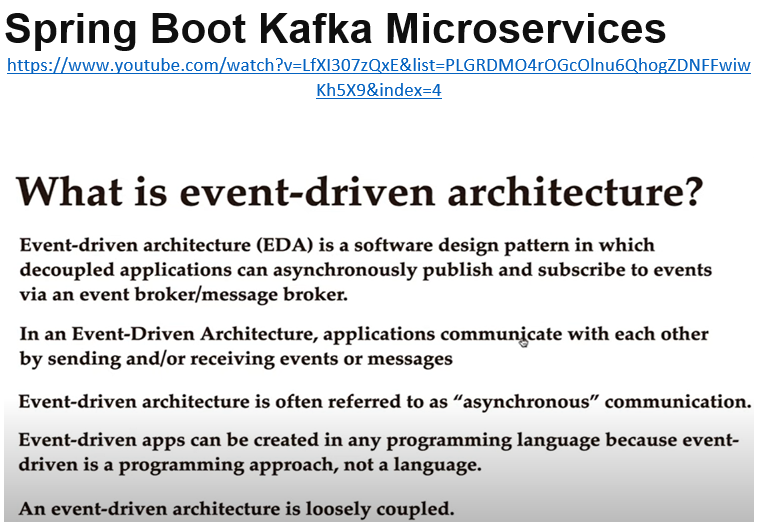 Spring Boot Kafka Microservices
https://www.youtube.com/watch?v=LfXI307zQxE&list=PLGRDMO4rOGcOlnu6QhogZDNFFwiw
Kh5X9&index=4
What is event-driven architecture?
Event-driven architecture (EDA) is a software design pattern in which
decoupled applications can asynchronously publish and subscribe to events
via an event broker/message broker.
In an Event-Driven Architecture, applications communicate with each other
by sending and/or receiving events or messages
Event-driven architecture is often referred to as “asynchronous” communication.
Event-driven apps can be created in any programming language because event-
driven is a programming approach, not a language.
An event-driven architecture is loosely coupled.